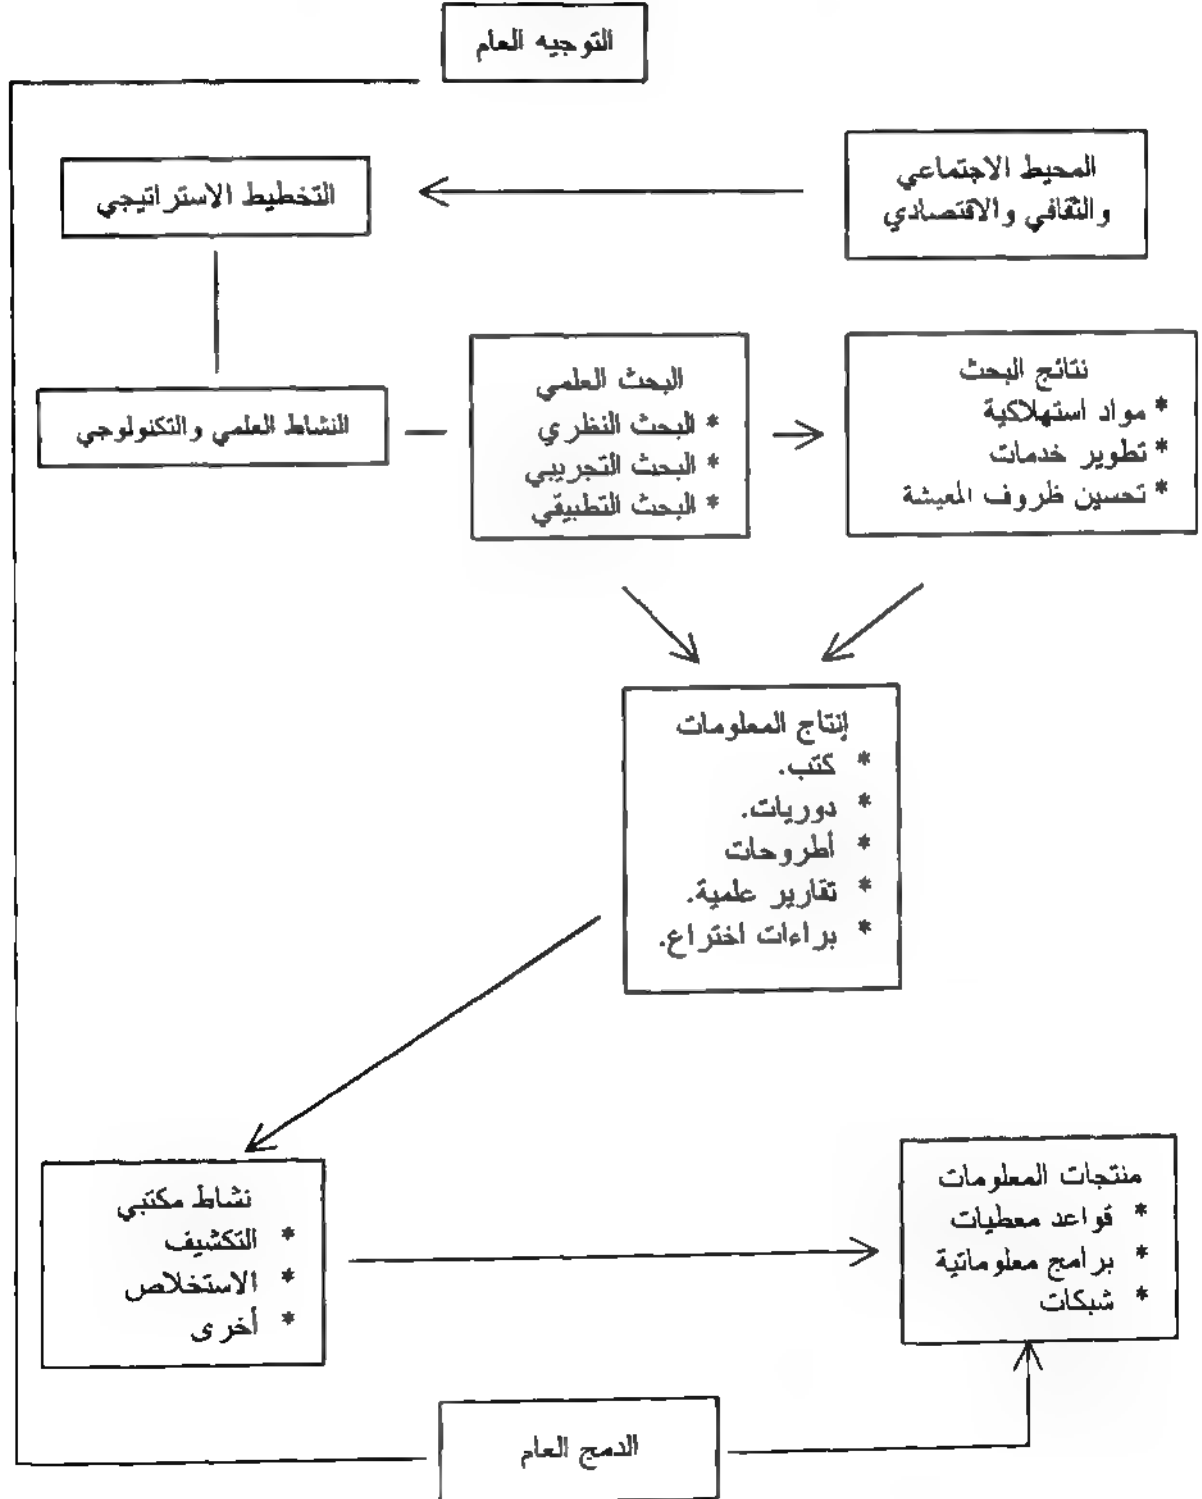 التوجيه العام
المحيط الاجتماعي
والثقافي والاقتصادي
التخطيط الاستراتيجي
النشاط العلمي والتكنولوجي
البحث العلمي
* البحث النظري
* البحث التجريبي
* البحث التطبيقي
نتائج البحث
* مواد استهلاكية
* تطوير خدمات
* تحسين ظروف المعيشة
إنتاج المعلومات
* كتب.
* دوريات.
* أطروحات
* تقارير علمية.
* براءات اختراع.
نشاط مكتبي
* التكشيف
* الاستخلاص
* أخرى
منتجات المعلومات
* قواعد معطيات
* برامج معلوماتية
* شبكات
الدمج العام